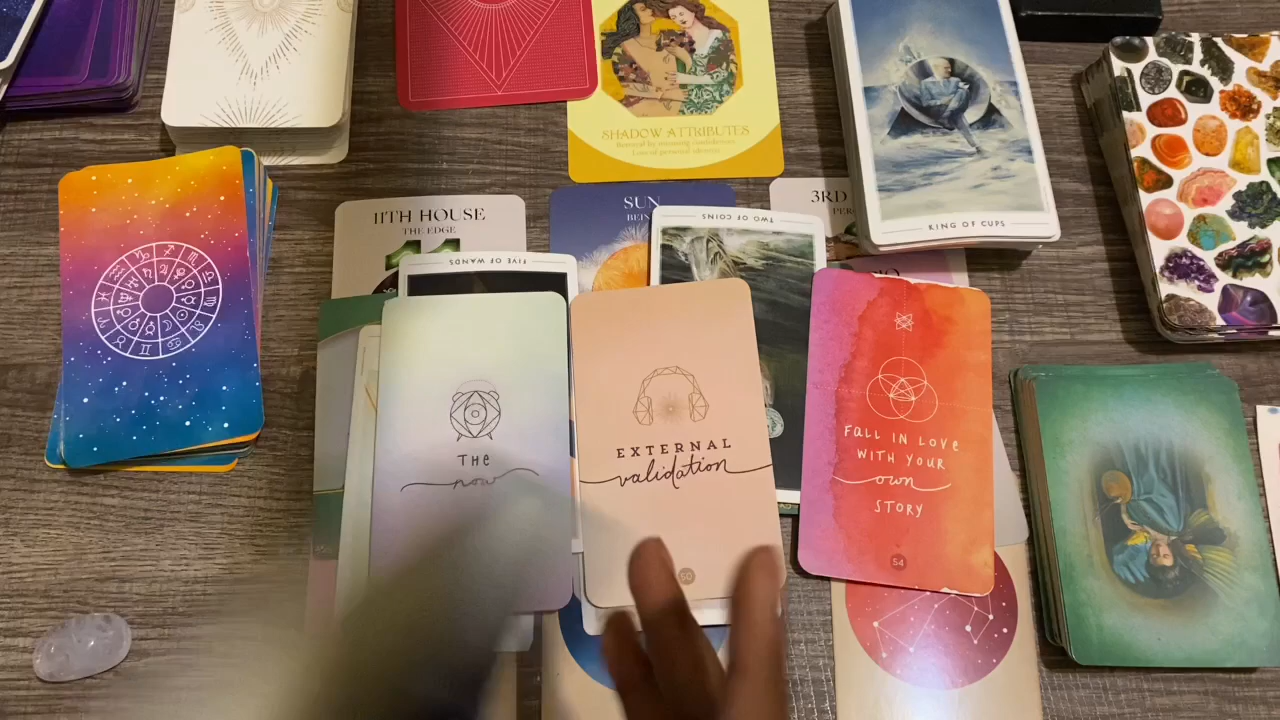 SHADOW ATTRIBUTES
KING OF CUPS
11TH HOUSE
THE EDGE
SUN
3RD
TWO OF COINS
FIVE OF WANDS
THE
now
EXTERNAL
validation
FALL IN LOVE
WITH YOUR
own
STORY
54